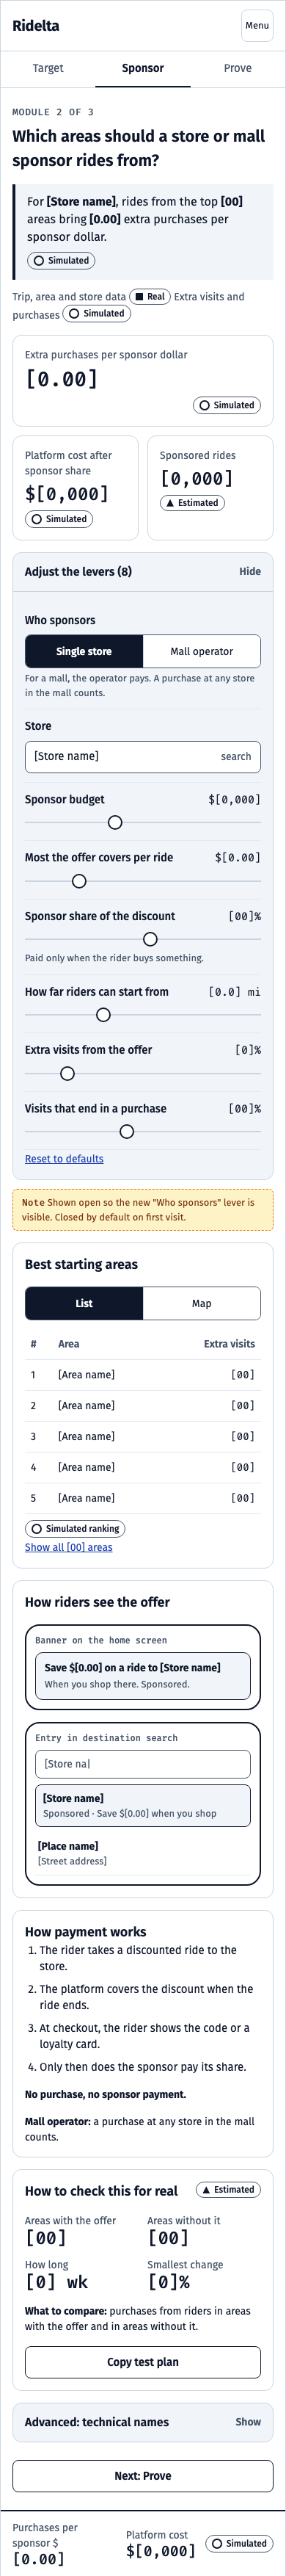 Ridelta
Menu
Target
Sponsor
Prove
MODULE 2 OF 3
Which areas should a store or mall
sponsor rides from?
For [Store name], rides from the top [00]
areas bring [0.00] extra purchases per
sponsor dollar.
Simulated
Trip, area and store data Real Extra visits and
purchases Simulated
Extra purchases per sponsor dollar
[0.00]
Simulated
Platform cost after
sponsor share
$[0,000]
Simulated
Sponsored rides
[0,000]
Estimated
Adjust the levers (8)
Hide
Who sponsors
Single store
Mall operator
For a mall, the operator pays. A purchase at any store
in the mall counts.
Store
[Store name]
search
Sponsor budget
$[0,000]
Most the offer covers per ride
$[0.00]
Sponsor share of the discount
[00]%
Paid only when the rider buys something.
How far riders can start from
[0.0] mi
Extra visits from the offer
[0]%
Visits that end in a purchase
[00]%
Reset to defaults
Note Shown open so the new "Who sponsors" lever is
visible. Closed by default on first visit.
Best starting areas
List
Map
# Area Extra visits
1 [Area name] [00]
2 [Area name] [00]
3 [Area name] [00]
4 [Area name] [00]
5 [Area name] [00]
Simulated ranking
Show all [00] areas
How riders see the offer
Banner on the home screen
Save $[0.00] on a ride to [Store name]
When you shop there. Sponsored.
Entry in destination search
[Store na|
[Store name]
Sponsored · Save $[0.00] when you shop
[Place name]
[Street address]
How payment works
1. The rider takes a discounted ride to the
store.
2. The platform covers the discount when the
ride ends.
3. At checkout, the rider shows the code or a
loyalty card.
4. Only then does the sponsor pay its share.
No purchase, no sponsor payment.
Mall operator: a purchase at any store in the mall
counts.
How to check this for real
Estimated
Areas with the offer
[00]
Areas without it
[00]
How long
[0] wk
Smallest change
[0]%
What to compare: purchases from riders in areas
with the offer and in areas without it.
Copy test plan
Advanced: technical names
Show
Next: Prove
Purchases per
sponsor $
[0.00]
Platform cost
$[0,000]
Simulated